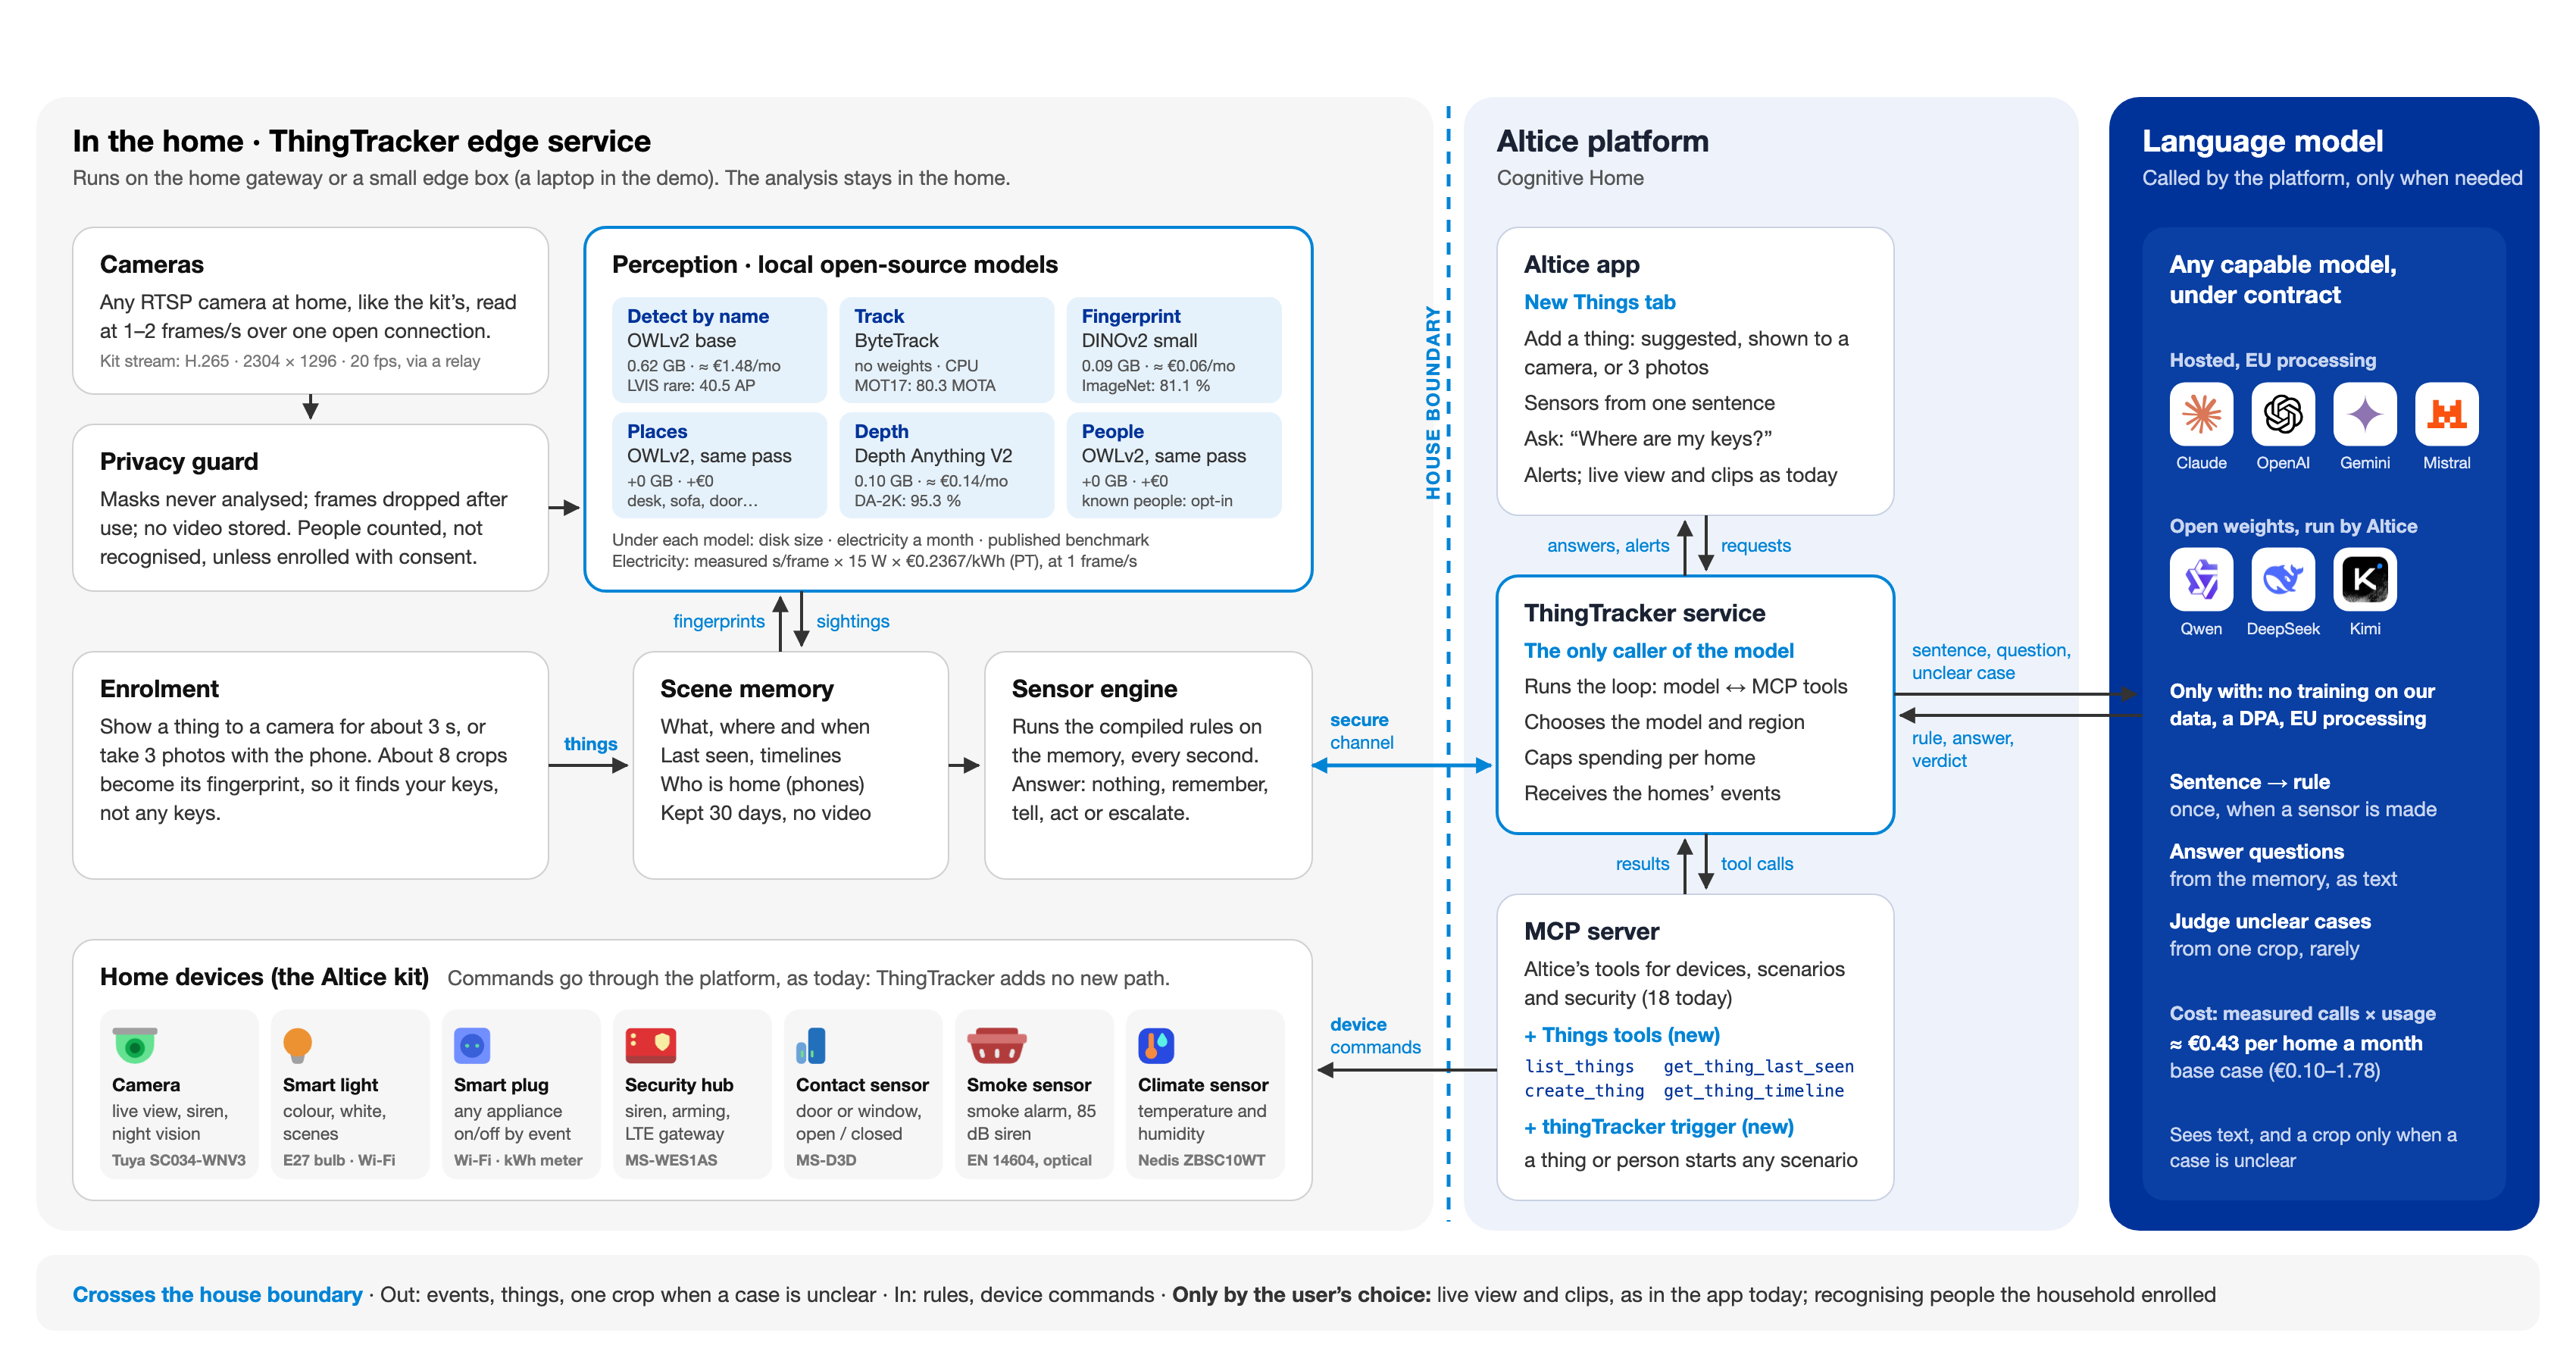 In the home · ThingTracker edge service
Runs on the home gateway or a small edge box (a laptop in the demo). The analysis stays in the home.
Cameras
Any RTSP camera at home, like the kit’s, read
at 1–2 frames/s over one open connection.
Kit stream: H.265 · 2304 × 1296 · 20 fps, via a relay
Privacy guard
Masks never analysed; frames dropped after
use; no video stored. People counted, not
recognised, unless enrolled with consent.
Perception · local open-source models
Detect by name
OWLv2 base
0.62 GB · ≈ €1.48/mo
LVIS rare: 40.5 AP
Track
ByteTrack
no weights · CPU
MOT17: 80.3 MOTA
Fingerprint
DINOv2 small
0.09 GB · ≈ €0.06/mo
ImageNet: 81.1 %
Places
OWLv2, same pass
+0 GB · +€0
desk, sofa, door…
Depth
Depth Anything V2
0.10 GB · ≈ €0.14/mo
DA-2K: 95.3 %
People
OWLv2, same pass
+0 GB · +€0
known people: opt-in
Under each model: disk size · electricity a month · published benchmark
Electricity: measured s/frame × 15 W × €0.2367/kWh (PT), at 1 frame/s
fingerprints
sightings
Enrolment
Show a thing to a camera for about 3 s, or
take 3 photos with the phone. About 8 crops
become its fingerprint, so it finds your keys,
not any keys.
things
Scene memory
What, where and when
Last seen, timelines
Who is home (phones)
Kept 30 days, no video
Sensor engine
Runs the compiled rules on
the memory, every second.
Answer: nothing, remember,
tell, act or escalate.
secure
channel
Home devices (the Altice kit) Commands go through the platform, as today: ThingTracker adds no new path.
Camera
live view, siren,
night vision
Tuya SC034-WNV3
Smart light
colour, white,
scenes
E27 bulb · Wi-Fi
Smart plug
any appliance
on/off by event
Wi-Fi · kWh meter
Security hub
siren, arming,
LTE gateway
MS-WES1AS
Contact sensor
door or window,
open / closed
MS-D3D
Smoke sensor
smoke alarm, 85
dB siren
EN 14604, optical
Climate sensor
temperature and
humidity
Nedis ZBSC10WT
device
commands
HOUSE BOUNDARY
Altice platform
Cognitive Home
Altice app
New Things tab
Add a thing: suggested, shown to a
camera, or 3 photos
Sensors from one sentence
Ask: “Where are my keys?”
Alerts; live view and clips as today
answers, alerts
requests
ThingTracker service
The only caller of the model
Runs the loop: model ↔ MCP tools
Chooses the model and region
Caps spending per home
Receives the homes’ events
results
tool calls
MCP server
Altice’s tools for devices, scenarios
and security (18 today)
+ Things tools (new)
list_things get_thing_last_seen
create_thing get_thing_timeline
+ thingTracker trigger (new)
a thing or person starts any scenario
sentence, question,
unclear case
rule, answer,
verdict
Language model
Called by the platform, only when needed
Any capable model,
under contract
Hosted, EU processing
Claude
OpenAI
Gemini
Mistral
Open weights, run by Altice
Qwen
DeepSeek
Kimi
Only with: no training on our
data, a DPA, EU processing
Sentence → rule
once, when a sensor is made
Answer questions
from the memory, as text
Judge unclear cases
from one crop, rarely
Cost: measured calls × usage
≈ €0.43 per home a month
base case (€0.10–1.78)
Sees text, and a crop only when a
case is unclear
Crosses the house boundary · Out: events, things, one crop when a case is unclear · In: rules, device commands · Only by the user’s choice: live view and clips, as in the app today; recognising people the household enrolled